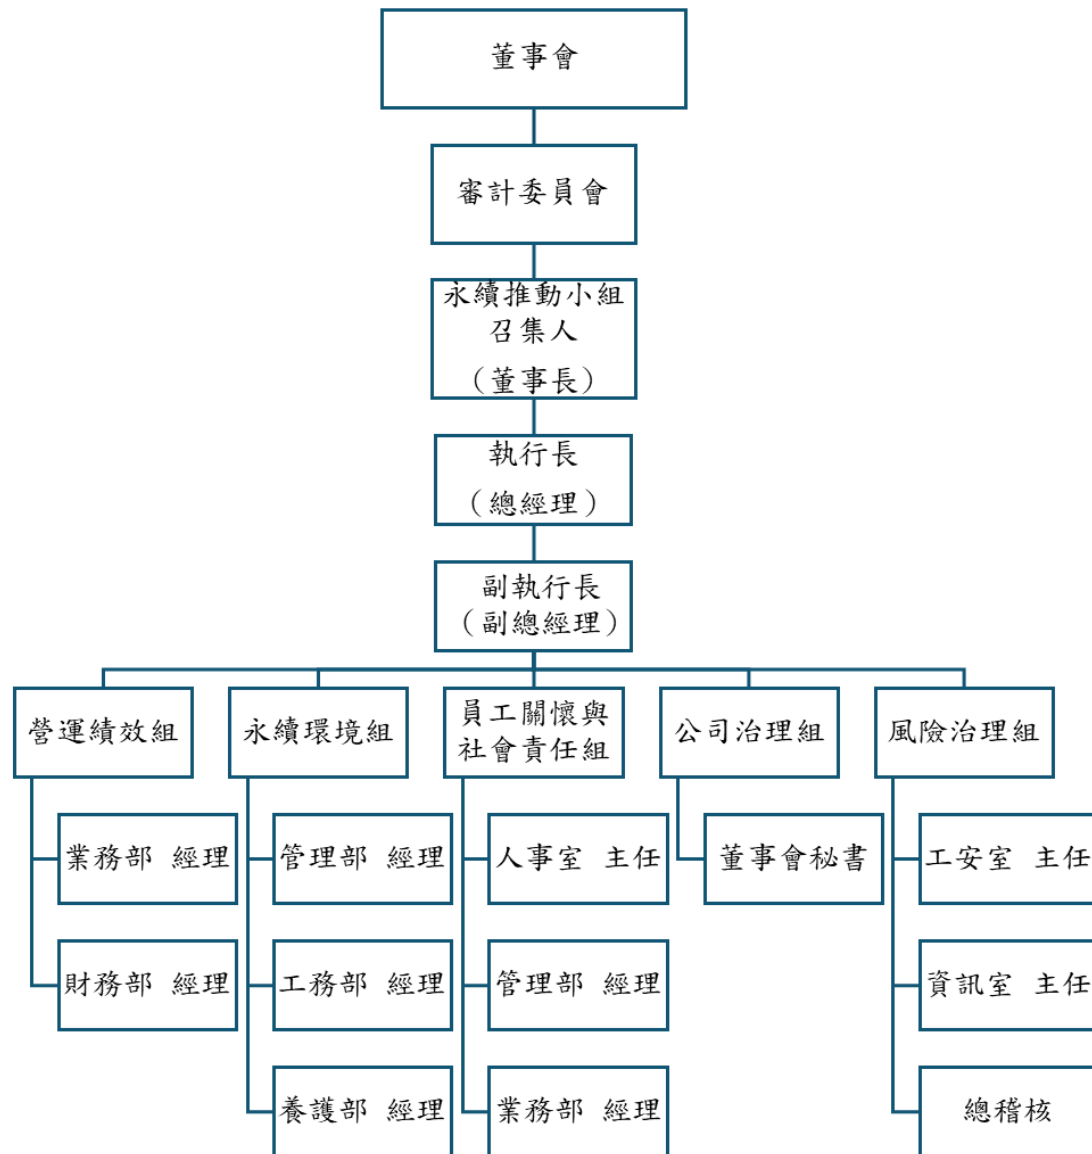 董事會
審計委員會
永續推動小組
召集人
（董事長）
執行長
（總經理）
副執行長
（副總經理）
營運績效組
永續環境組
員工關懷與
社會責任組
公司治理組
風險治理組
業務部 經理
管理部 經理
人事室 主任
董事會秘書
工安室 主任
財務部 經理
工務部 經理
管理部 經理
資訊室 主任
養護部 經理
業務部 經理
總稽核